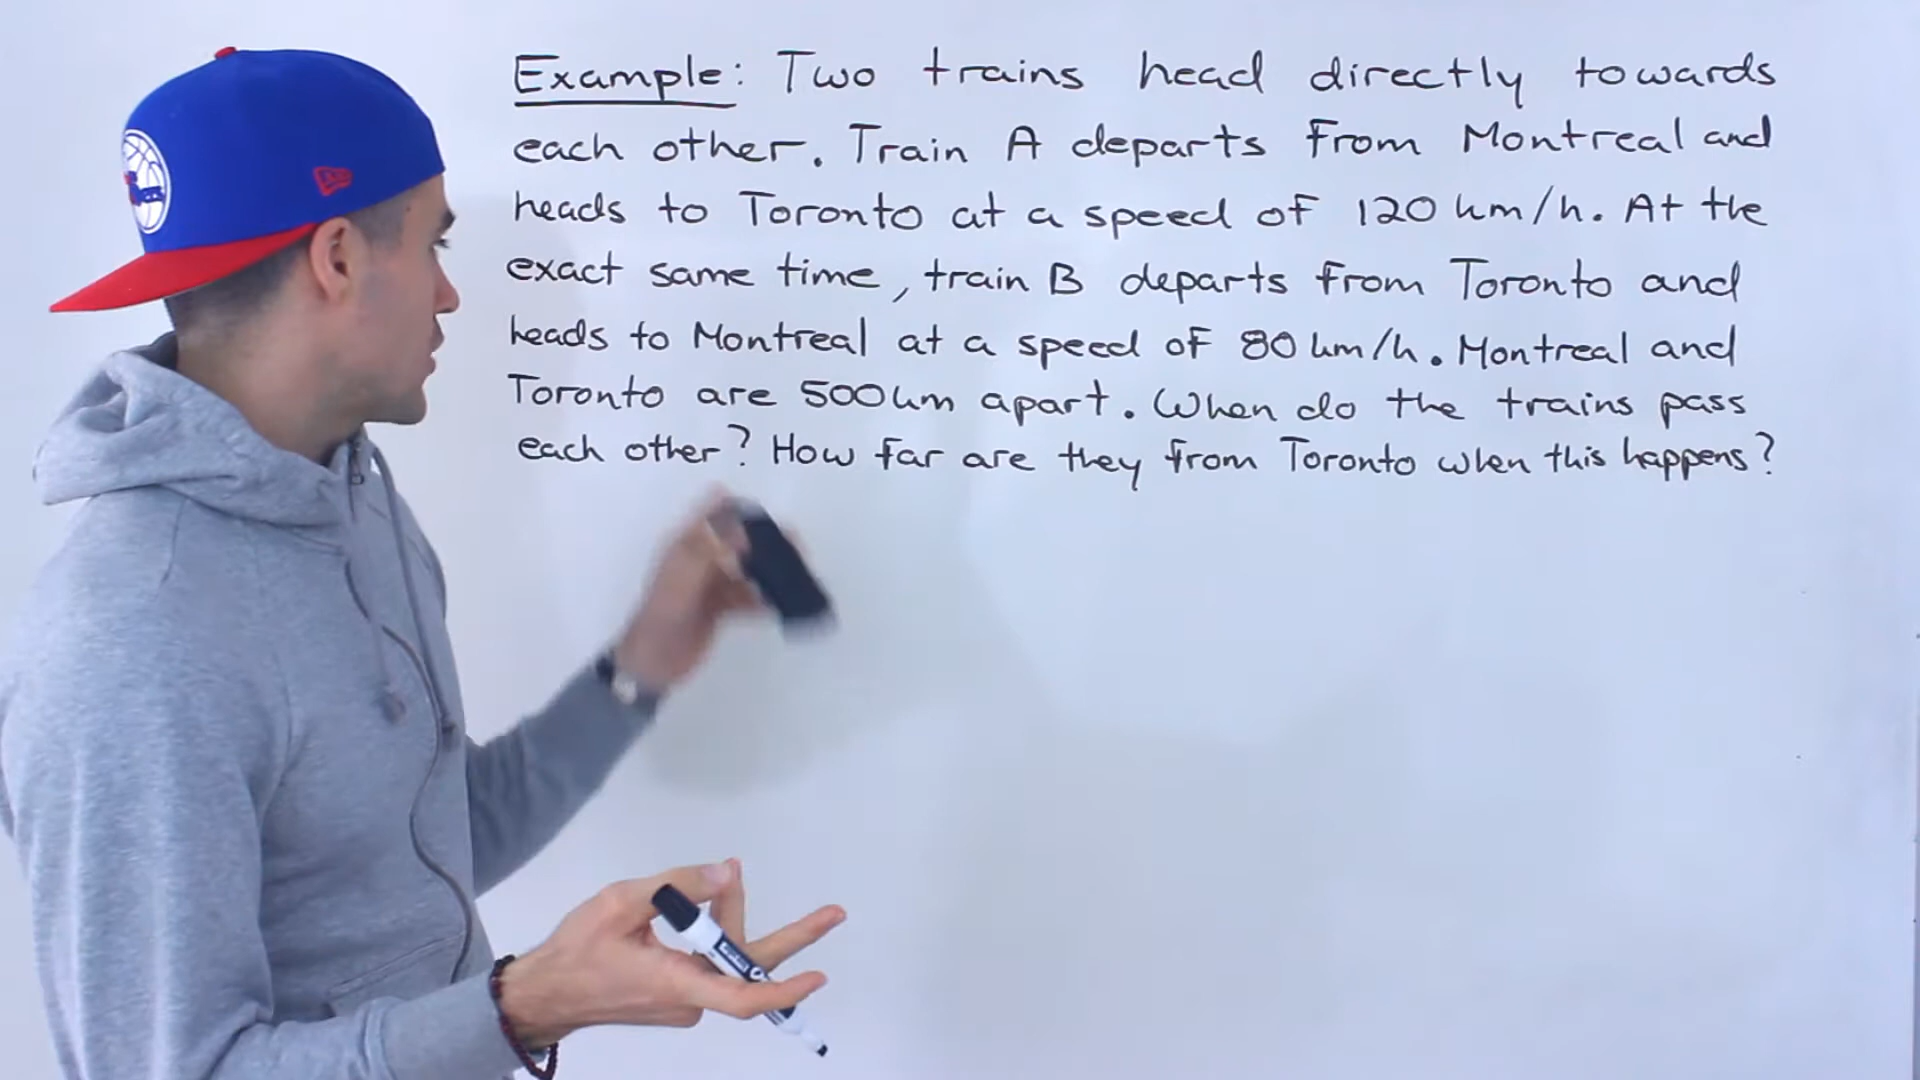 Example: Two trains head directly towards
each other. Train A departs from Montreal and
heads to Toronto at a speed of 120 km/h. At the
exact same time, train B departs from Toronto and
heads to Montreal at a speed of 80 km/h. Montreal and
Toronto are 500 km apart. When do the trains pass
each other? How far are they from Toronto when this happens?